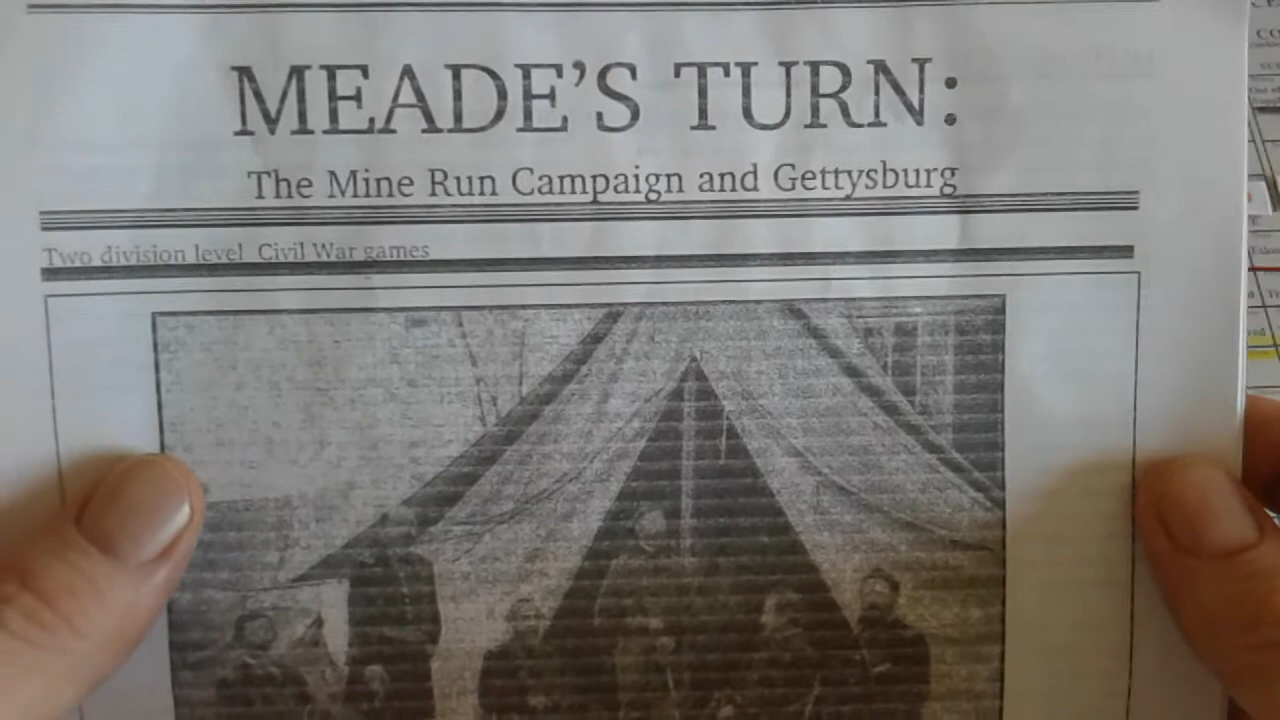 MEADE'S TURN:
The Mine Run Campaign and Gettysburg
Two division level Civil War games